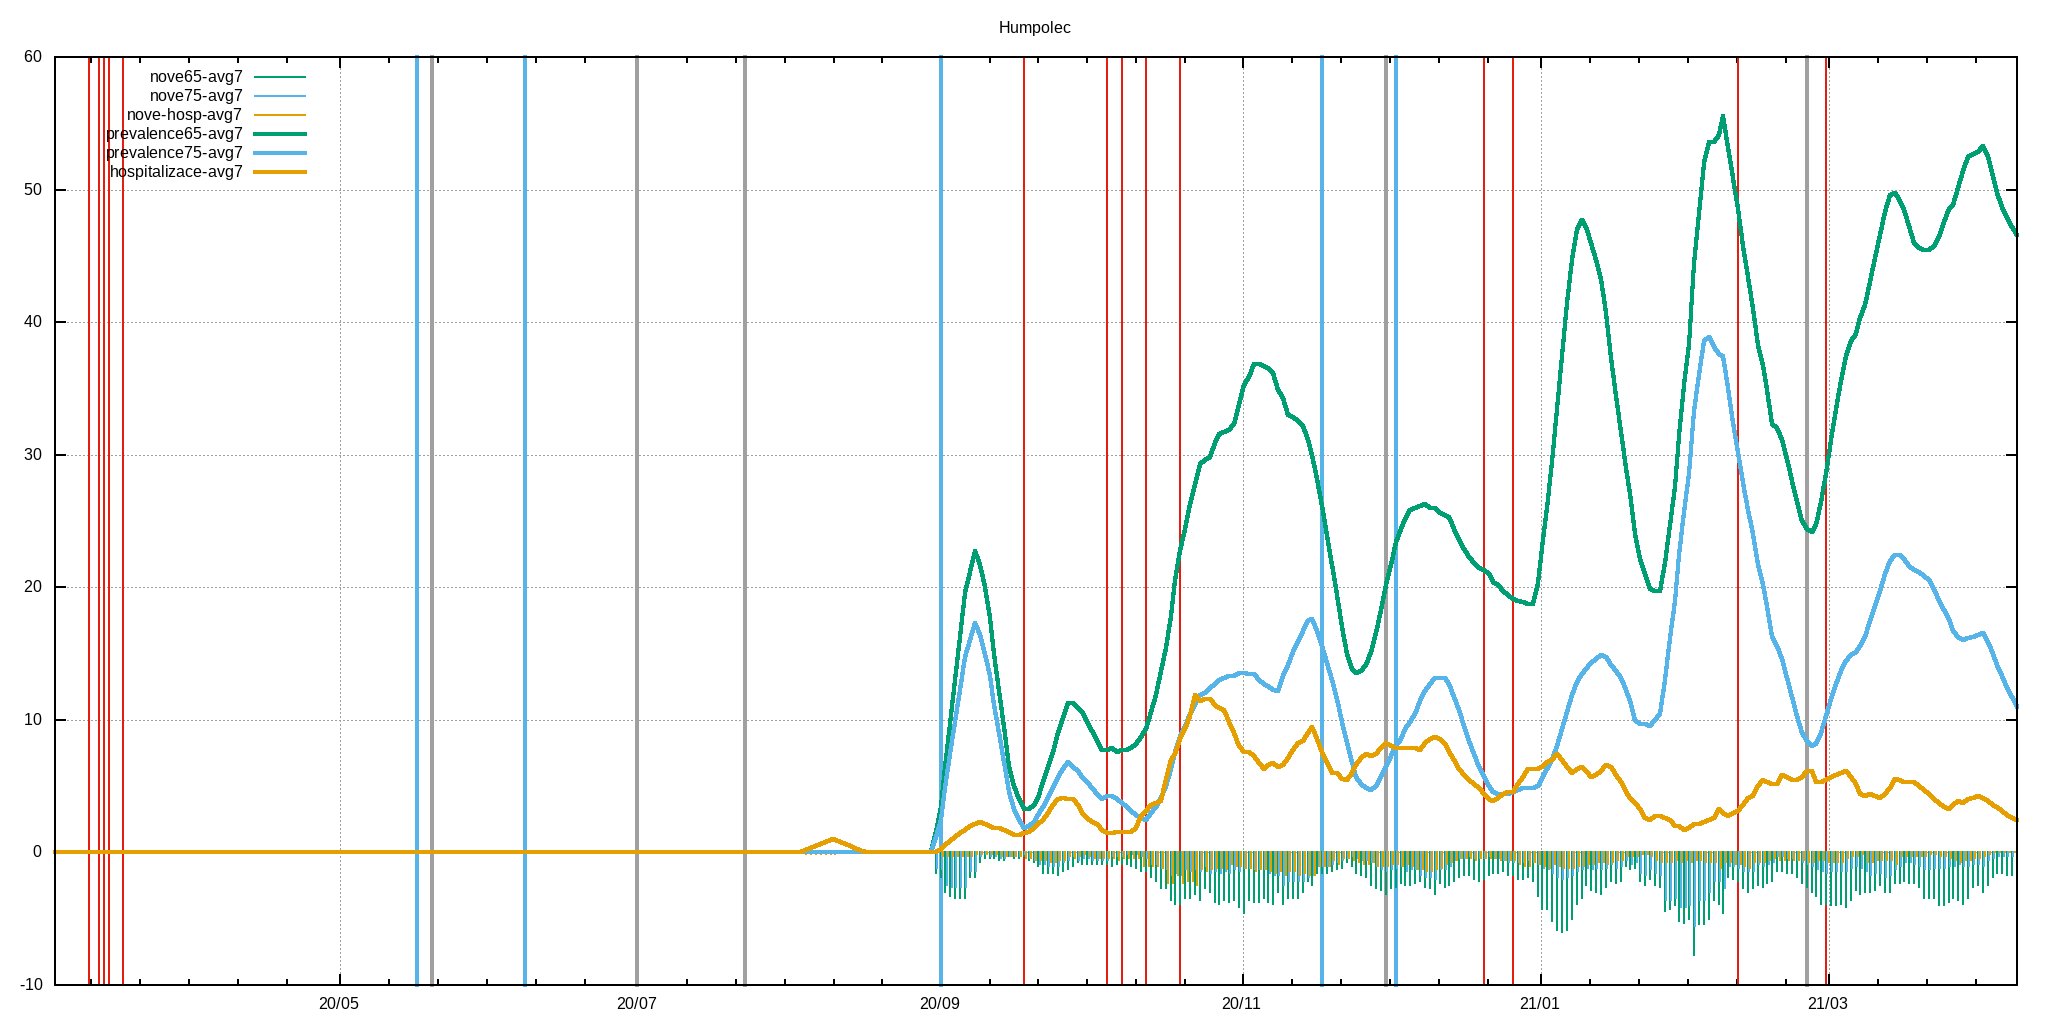 Humpolec
60
nove65-avg7
nove75-avg7
nove-hosp-avg7
prevalence65-avg7
prevalence75-avg7
hospitalizace-avg7
50
40
30
20
10
0
-10
20/05 20/07 20/09 20/11 21/01 21/03